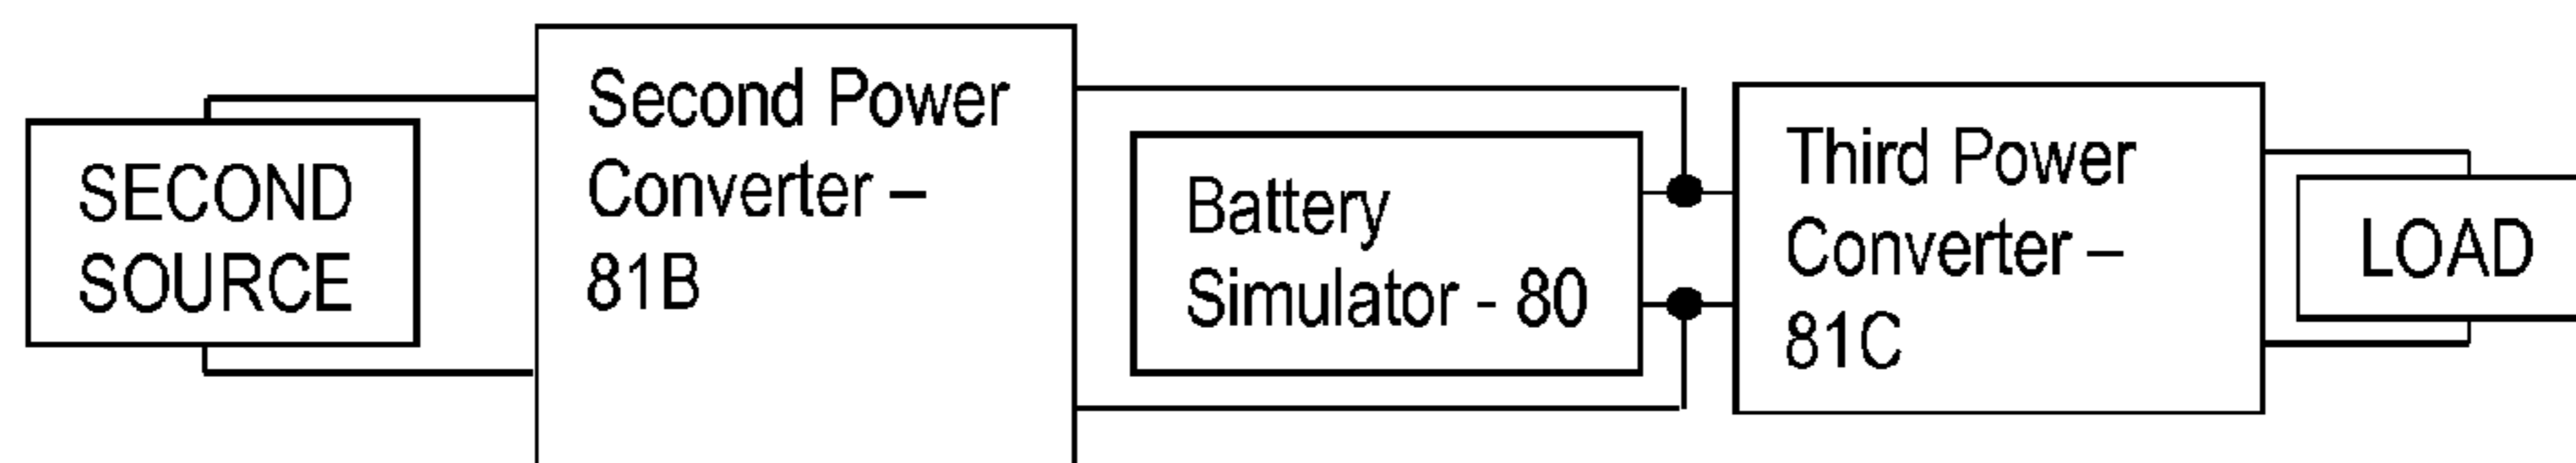 SECOND
SOURCE
Second Power
Converter –
81B
Battery
Simulator - 80
Third Power
Converter –
81C
LOAD